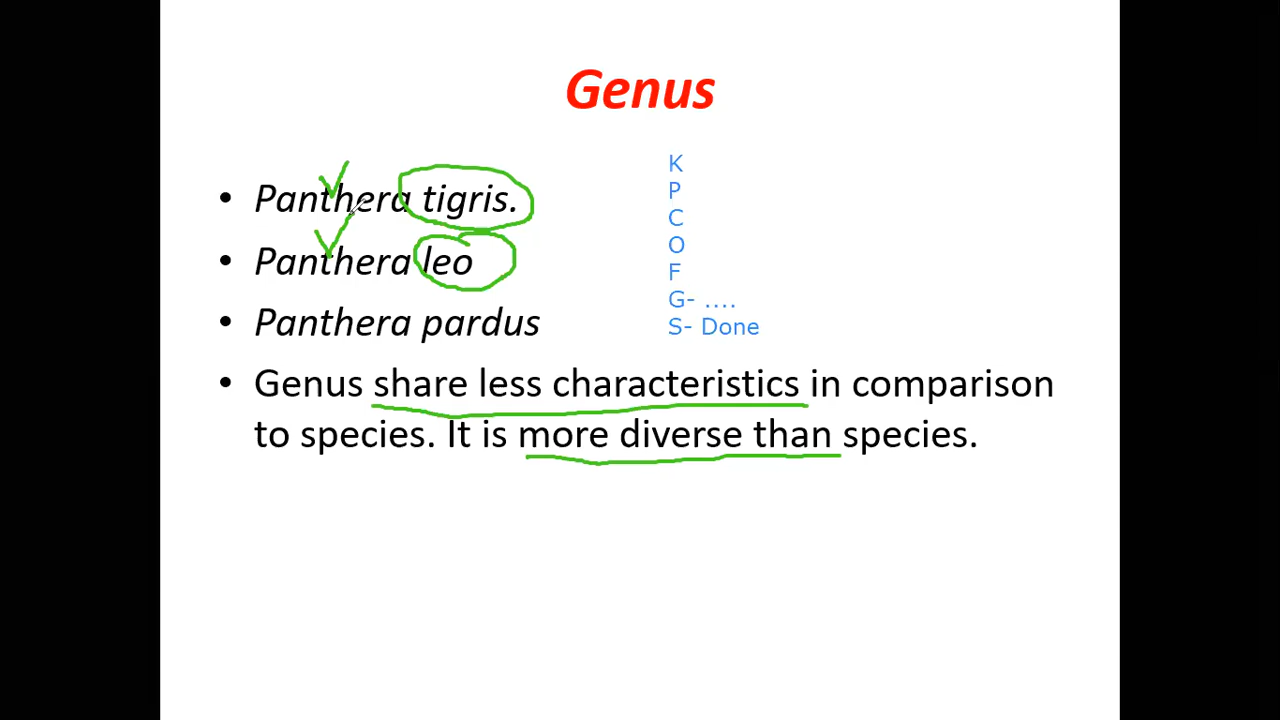 Genus
• Panthera tigris.
• Panthera leo
• Panthera pardus
• Genus share less characteristics in comparison
to species. It is more diverse than species.
K
P
C
O
F
G- ....
S- Done